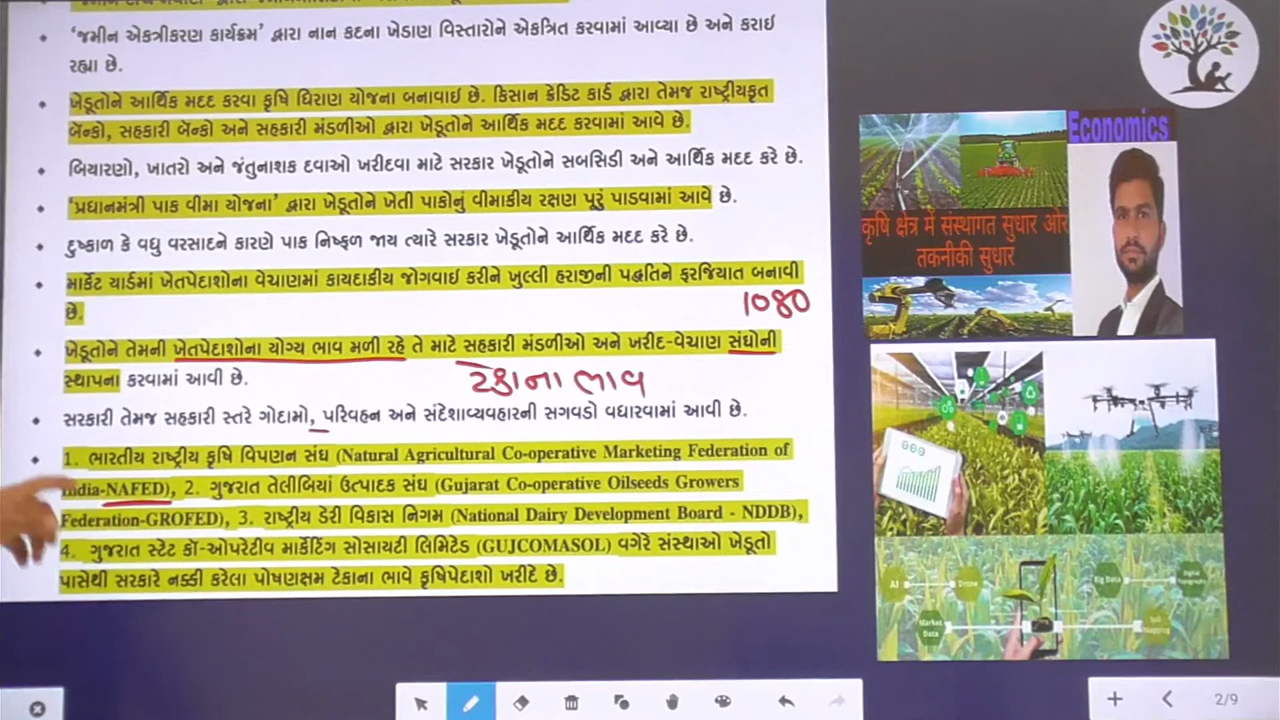 'જમીન એકત્રીકરણ કાર્યક્રમ' દ્વારા નાન કદના ખેડાણ વિસ્તારોને એકત્રિત કરવામાં આવ્યા છે અને કરાઈ
રહ્યા છે.
ખેડૂતોને આર્થિક મદદ કરવા કૃષિ ધિરાણ યોજના બનાવાઈ છે. કિસાન ક્રેડિટ કાર્ડ દ્વારા તેમજ રાષ્ટ્રીયકૃત
બૅન્કો, સહકારી બૅન્કો અને સહકારી મંડળીઓ દ્વારા ખેડૂતોને આર્થિક મદદ કરવામાં આવે છે.
બિયારણો, ખાતરો અને જંતુનાશક દવાઓ ખરીદવા માટે સરકાર ખેડૂતોને સબસિડી અને આર્થિક મદદ કરે છે.
'પ્રધાનમંત્રી પાક વીમા યોજના' દ્વારા ખેડૂતોને ખેતી પાકોનું વીમાકીય રક્ષણ પૂરું પાડવામાં આવે છે.
દુષ્કાળ કે વધુ વરસાદને કારણે પાક નિષ્ફળ જાય ત્યારે સરકાર ખેડૂતોને આર્થિક મદદ કરે છે.
માર્કેટ યાર્ડમાં ખેતપેદાશોના વેચાણમાં કાયદાકીય જોગવાઈ કરીને ખુલ્લી હરાજીની પદ્ધતિને ફરજિયાત બનાવી
છે.
1080
ખેડૂતોને તેમની ખેતપેદાશોના યોગ્ય ભાવ મળી રહે તે માટે સહકારી મંડળીઓ અને ખરીદ-વેચાણ સંઘોની
સ્થાપના કરવામાં આવી છે.
ટેકાના ભાવ
સરકારી તેમજ સહકારી સ્તરે ગોદામો, પરિવહન અને સંદેશાવ્યવહારની સગવડો વધારવામાં આવી છે.
1. ભારતીય રાષ્ટ્રીય કૃષિ વિપણન સંઘ (Natural Agricultural Co-operative Marketing Federation of
India-NAFED), 2. ગુજરાત તેલીબિયાં ઉત્પાદક સંઘ (Gujarat Co-operative Oilseeds Growers
Federation-GROFED), 3. રાષ્ટ્રીય ડેરી વિકાસ નિગમ (National Dairy Development Board - NDDB),
4. ગુજરાત સ્ટેટ કૉ-ઓપરેટીવ માર્કેટિંગ સોસાયટી લિમિટેડ (GUJCOMASOL) વગેરે સંસ્થાઓ ખેડૂતો
પાસેથી સરકારે નક્કી કરેલા પોષણક્ષમ ટેકાના ભાવે કૃષિપેદાશો ખરીદે છે.
Economics
कृषि क्षेत्र में संस्थागत सुधार और
तकनीकी सुधार
AI
Drone
Big Data
Market
Data
2/9